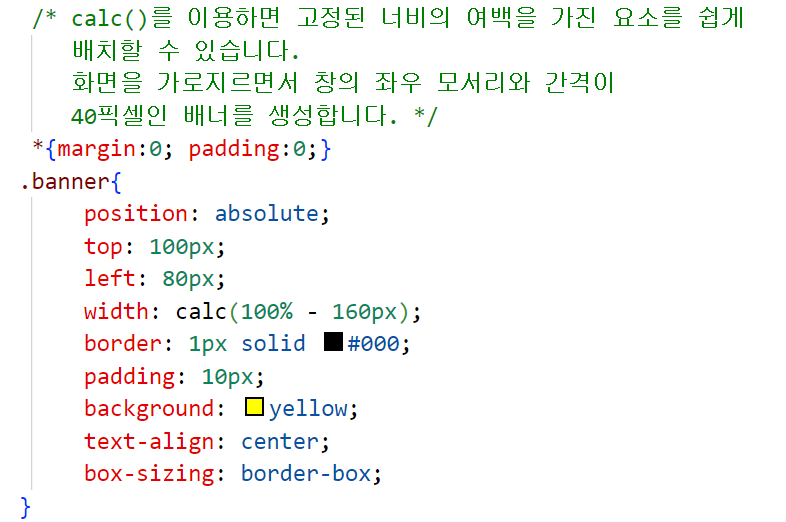 /* calc()를 이용하면 고정된 너비의 여백을 가진 요소를 쉽게
배치할 수 있습니다.
화면을 가로지르면서 창의 좌우 모서리와 간격이
40픽셀인 배너를 생성합니다. */
*{margin:0; padding:0;}
.banner{
position: absolute;
top: 100px;
left: 80px;
width: calc(100% - 160px);
border: 1px solid #000;
padding: 10px;
background: yellow;
text-align: center;
box-sizing: border-box;
}